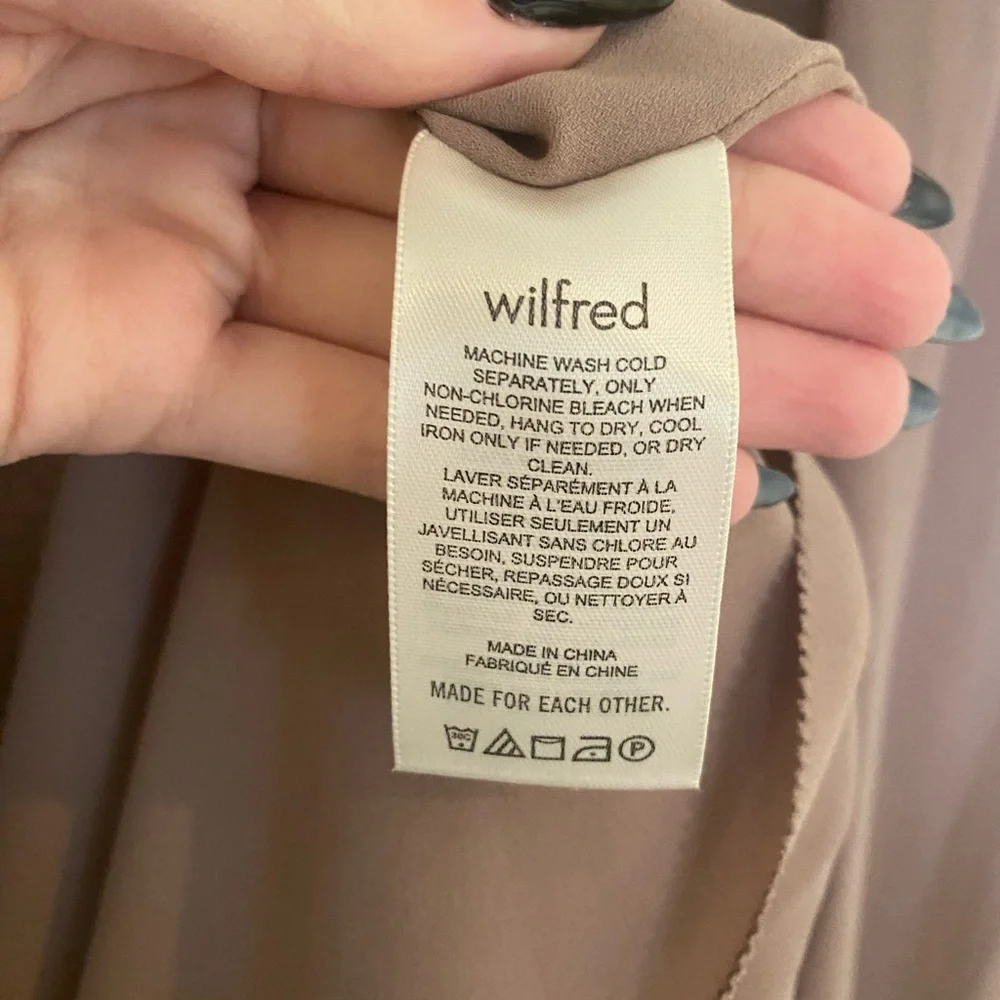 wilfred
MACHINE WASH COLD
SEPARATELY, ONLY
NON-CHLORINE BLEACH WHEN
NEEDED, HANG TO DRY, COOL
IRON ONLY IF NEEDED, OR DRY
CLEAN.
LAVER SÉPARÉMENT À LA
MACHINE À L'EAU FROIDE,
UTILISER SEULEMENT UN
JAVELLISANT SANS CHLORE AU
BESOIN, SUSPENDRE POUR
SÉCHER, REPASSAGE DOUX SI
NÉCESSAIRE, OU NETTOYER À
SEC.
MADE IN CHINA
FABRIQUÉ EN CHINE
MADE FOR EACH OTHER.
30C P